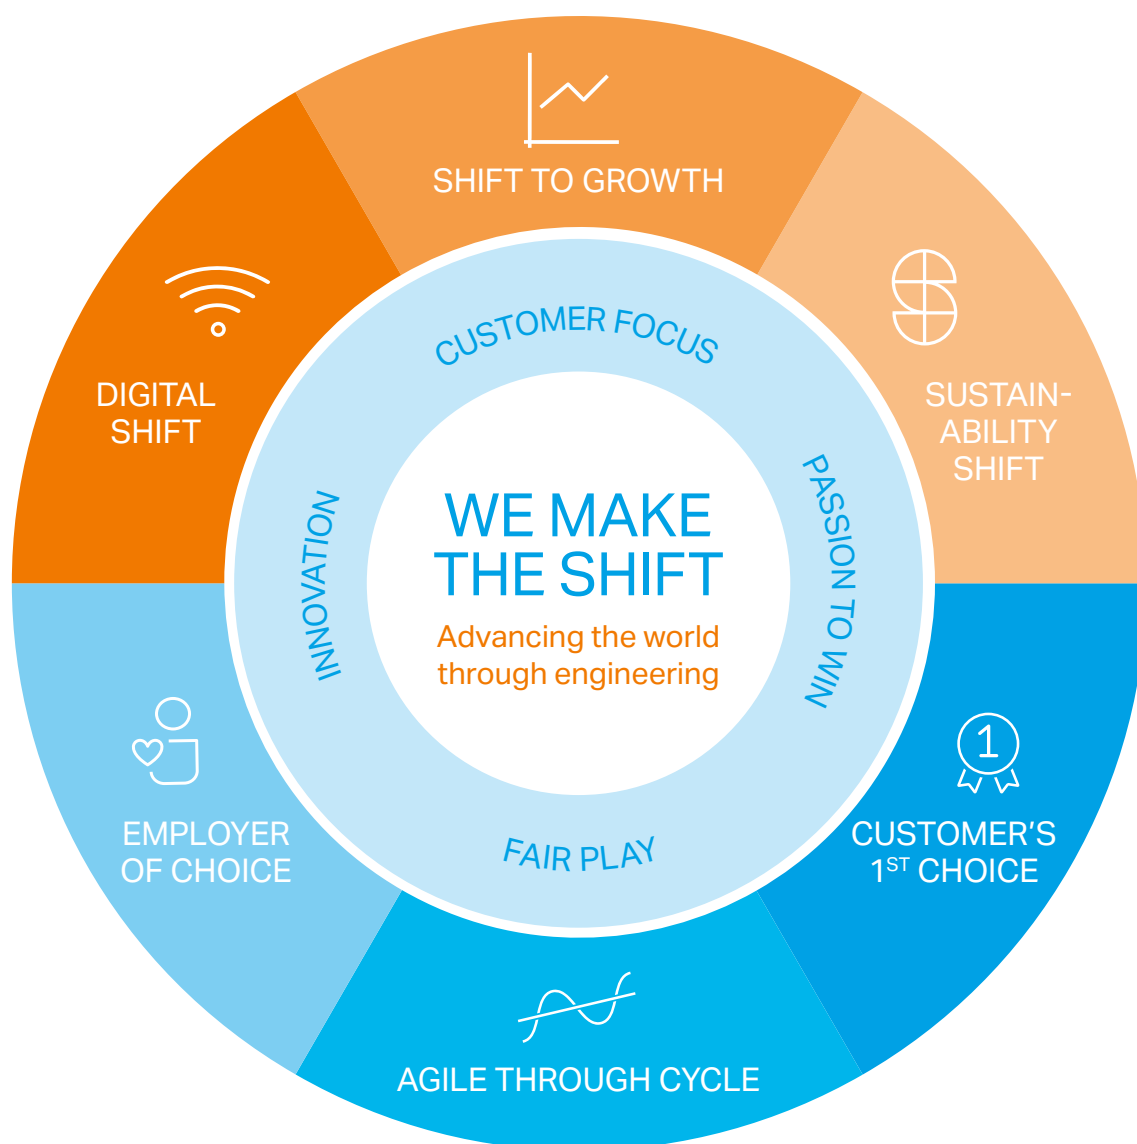 SHIFT TO GROWTH
SUSTAIN-
ABILITY
SHIFT
CUSTOMER'S
1ST CHOICE
1
AGILE THROUGH CYCLE
EMPLOYER
OF CHOICE
DIGITAL
SHIFT
CUSTOMER FOCUS
PASSION TO WIN
FAIR PLAY
INNOVATION
WE MAKE
THE SHIFT
Advancing the world
through engineering